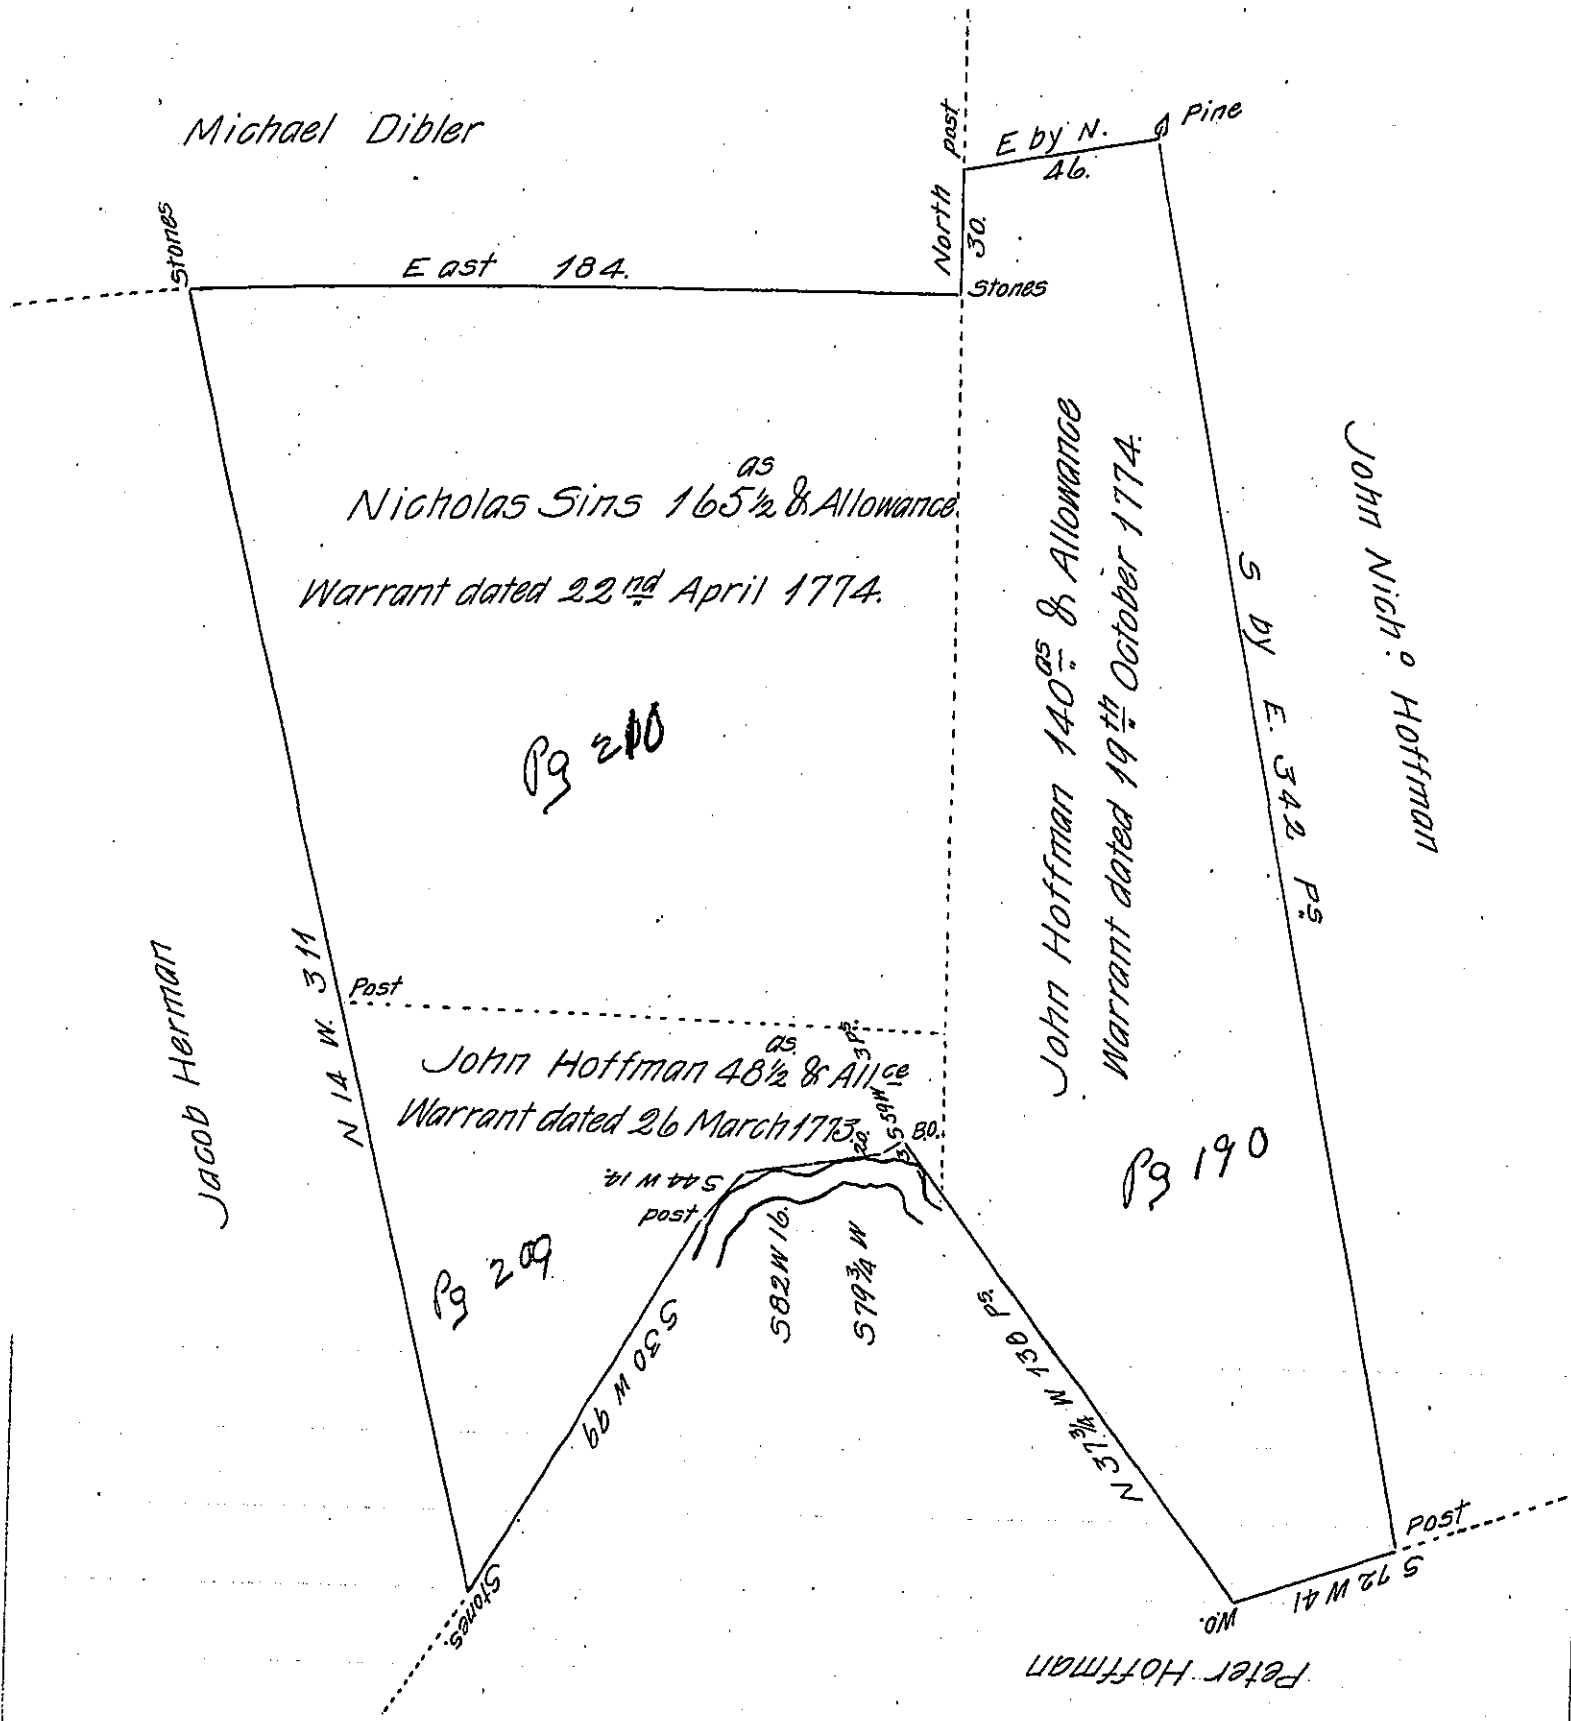 Michael Dibler
Stones
East 184.
North 30.
post
E by N. 46.
Pine
Stones
Nicholas Sins 165½ as & Allowance
Warrant dated 22nd April 1774.
Pg 210
John Hoffman 140as & Allowance
Warrant dated 19th October 1774.
S by E. 342 Ps
John Nicho Hoffman
Jacob Herman
N 14 W. 311
Post
John Hoffman 48½ as & Allce
Warrant dated 26 March 1773.
3 Ps.
S 59 W
20.
3
B.O.
S 44 W 14.
post
S 82 W 16.
S 79¾ W
Pg 190
Pg 209
S 30 W 99
N 37¾ W 130 Ps.
Stones.
Post
S 72 W 41
W.O.
Peter Hoffman